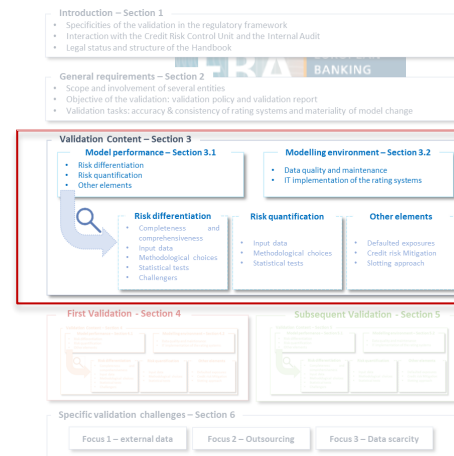 Introduction – Section 1
• Specificities of the validation in the regulatory framework
• Interaction with the Credit Risk Control Unit and the Internal Audit
• Legal status and structure of the Handbook
BANKING
General requirements – Section 2
• Scope and involvement of several entities
• Objective of the validation: validation policy and validation report
• Validation tasks: accuracy & consistency of rating systems and materiality of model change
Validation Content – Section 3
Model performance – Section 3.1
• Risk differentiation
• Risk quantification
• Other elements
Modelling environment – Section 3.2
• Data quality and maintenance
• IT implementation of the rating systems
Risk differentiation
• Completeness and
comprehensiveness
• Input data
• Methodological choices
• Statistical tests
• Challengers
Risk quantification
• Input data
• Methodological choices
• Statistical tests
Other elements
• Defaulted exposures
• Credit risk Mitigation
• Slotting approach
First Validation - Section 4
Subsequent Validation - Section 5
Specific validation challenges – Section 6
Focus 1 – external data
Focus 2 – Outsourcing
Focus 3 – Data scarcity